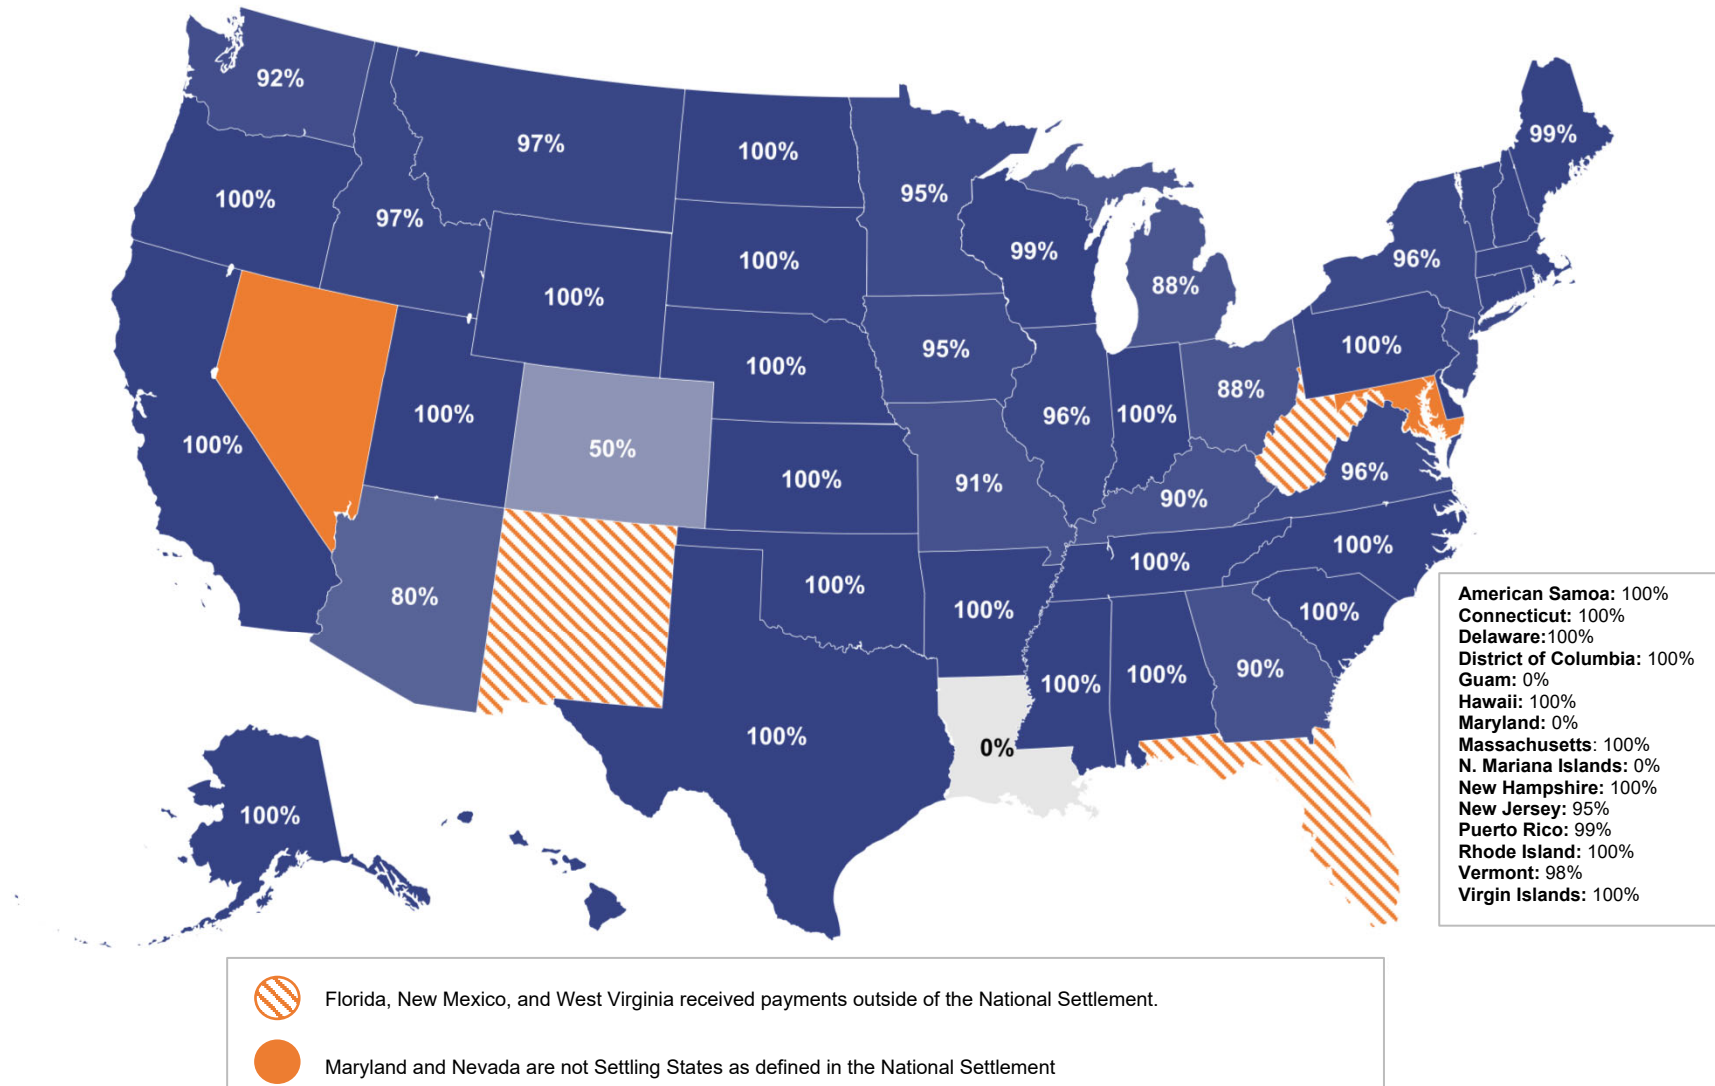 92%
97%
100%
99%
95%
100%
97%
99%
96%
100%
100%
88%
100%
95%
100%
100%
88%
100%
96%
100%
100%
50%
96%
100%
91%
90%
100%
100%
80%
100%
100%
100%
90%
100%
100%
100%
0%
100%
100%
American Samoa: 100%
Connecticut: 100%
Delaware:100%
District of Columbia: 100%
Guam: 0%
Hawaii: 100%
Maryland: 0%
Massachusetts: 100%
N. Mariana Islands: 0%
New Hampshire: 100%
New Jersey: 95%
Puerto Rico: 99%
Rhode Island: 100%
Vermont: 98%
Virgin Islands: 100%
Florida, New Mexico, and West Virginia received payments outside of the National Settlement.
Maryland and Nevada are not Settling States as defined in the National Settlement